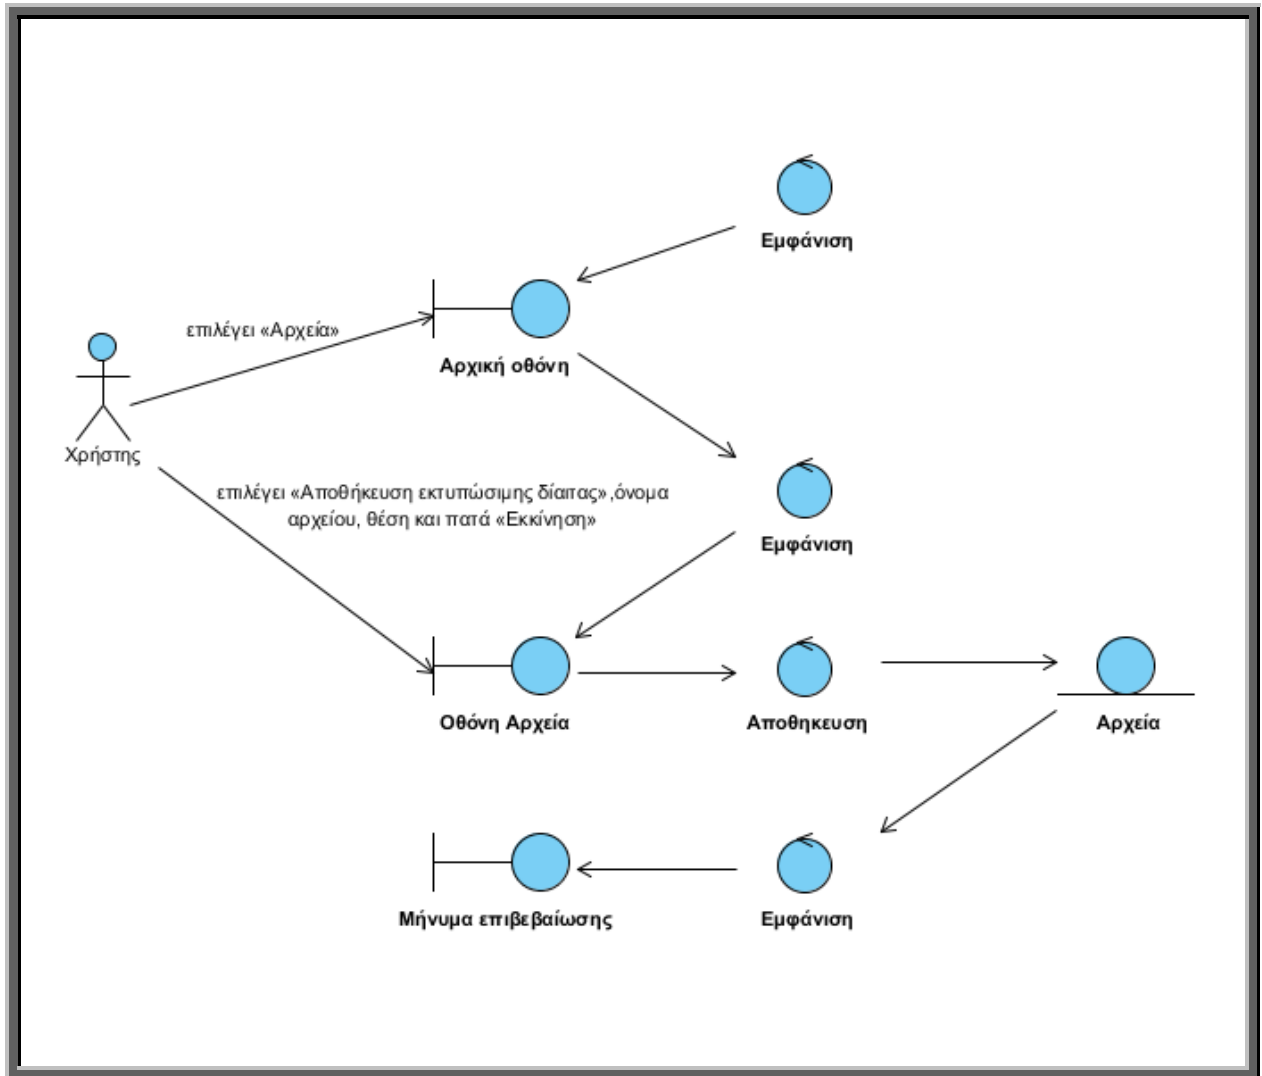 Εμφάνιση
επιλέγει «Αρχεία»
Αρχική οθόνη
Χρήστης
επιλέγει «Αποθήκευση εκτυπώσιμης δίαιτας»,όνομα
αρχείου, θέση και πατά «Εκκίνηση»
Εμφάνιση
Οθόνη Αρχεία
Αποθηκευση
Αρχεία
Μήνυμα επιβεβαίωσης
Εμφάνιση